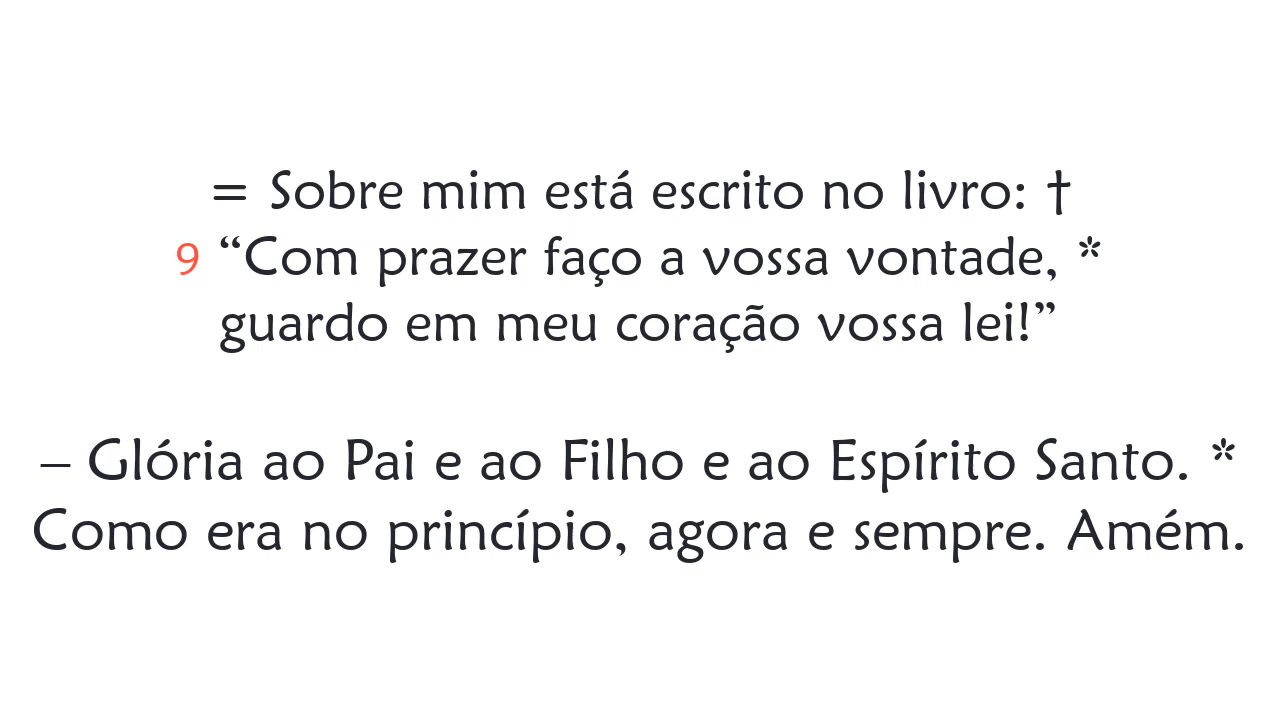 = Sobre mim está escrito no livro: †
9 “Com prazer faço a vossa vontade, *
guardo em meu coração vossa lei!”
– Glória ao Pai e ao Filho e ao Espírito Santo. *
Como era no princípio, agora e sempre. Amém.